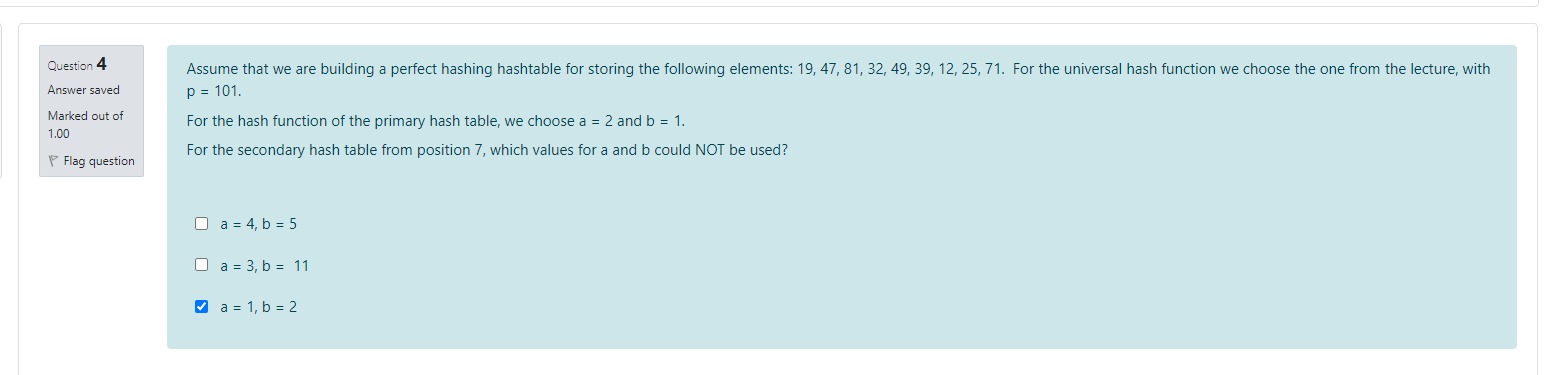 Question 4
Answer saved
Marked out of
1.00
Flag question
Assume that we are building a perfect hashing hashtable for storing the following elements: 19, 47, 81, 32, 49, 39, 12, 25, 71. For the universal hash function we choose the one from the lecture, with
p = 101.
For the hash function of the primary hash table, we choose a = 2 and b = 1.
For the secondary hash table from position 7, which values for a and b could NOT be used?
a = 4, b = 5
a = 3, b = 11
a = 1, b = 2